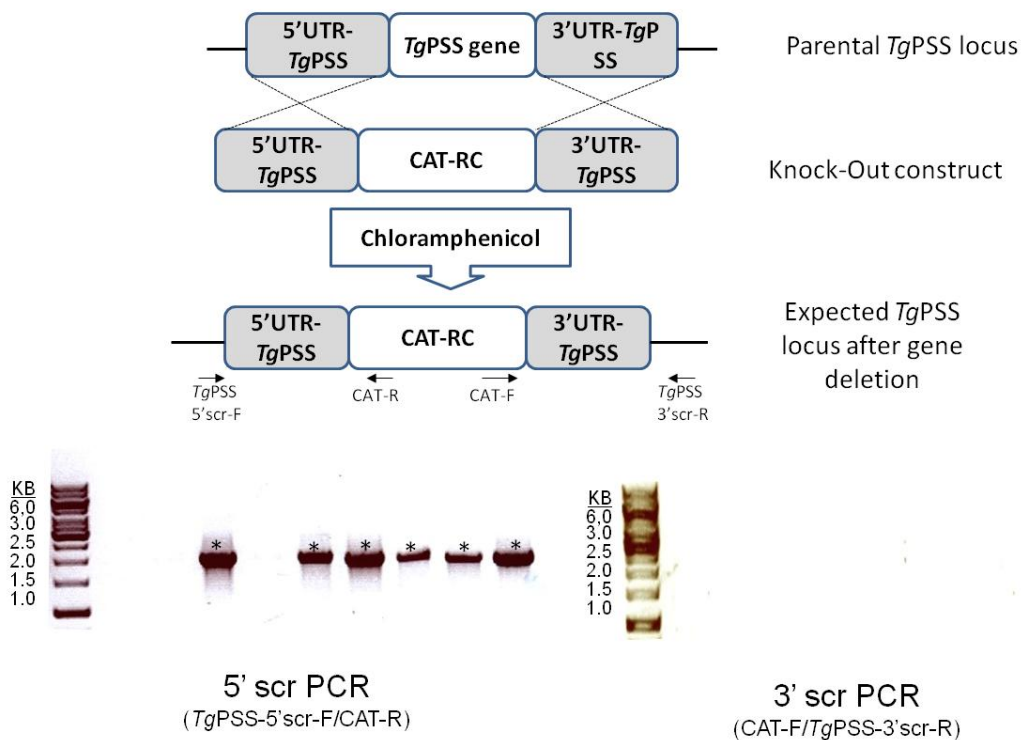 5'UTR-
TgPSS
TgPSS gene
3'UTR-TgP
SS
Parental TgPSS locus
5'UTR-
TgPSS
CAT-RC
3'UTR-
TgPSS
Knock-Out construct
Chloramphenicol
5'UTR-
TgPSS
CAT-RC
3'UTR-
TgPSS
Expected TgPSS
locus after gene
deletion
TgPSS
5'scr-F
CAT-R
CAT-F
TgPSS
3'scr-R
KB
6.0
3.0
2.5
2.0
1.5
1.0
* * * * * *
KB
6.0
3.0
2.5
2.0
1.5
1.0
5' scr PCR
(TgPSS-5'scr-F/CAT-R)
3' scr PCR
(CAT-F/TgPSS-3'scr-R)